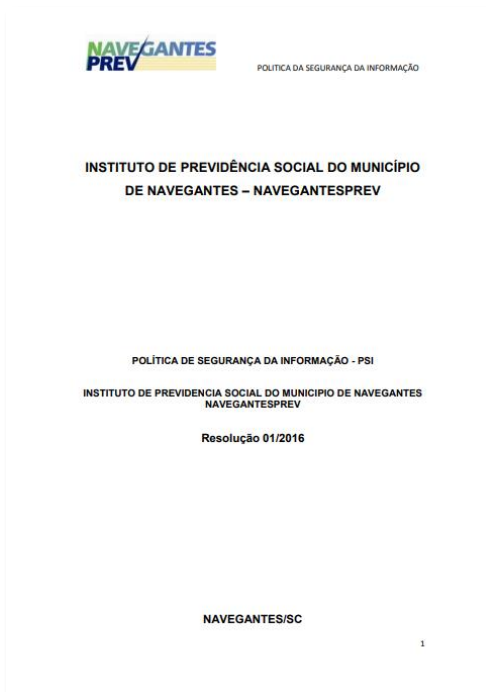 NAVEGANTES
PREV
POLITICA DA SEGURANÇA DA INFORMAÇÃO
INSTITUTO DE PREVIDÊNCIA SOCIAL DO MUNICÍPIO
DE NAVEGANTES – NAVEGANTESPREV
POLÍTICA DE SEGURANÇA DA INFORMAÇÃO - PSI
INSTITUTO DE PREVIDENCIA SOCIAL DO MUNICIPIO DE NAVEGANTES
NAVEGANTESPREV
Resolução 01/2016
NAVEGANTES/SC
1